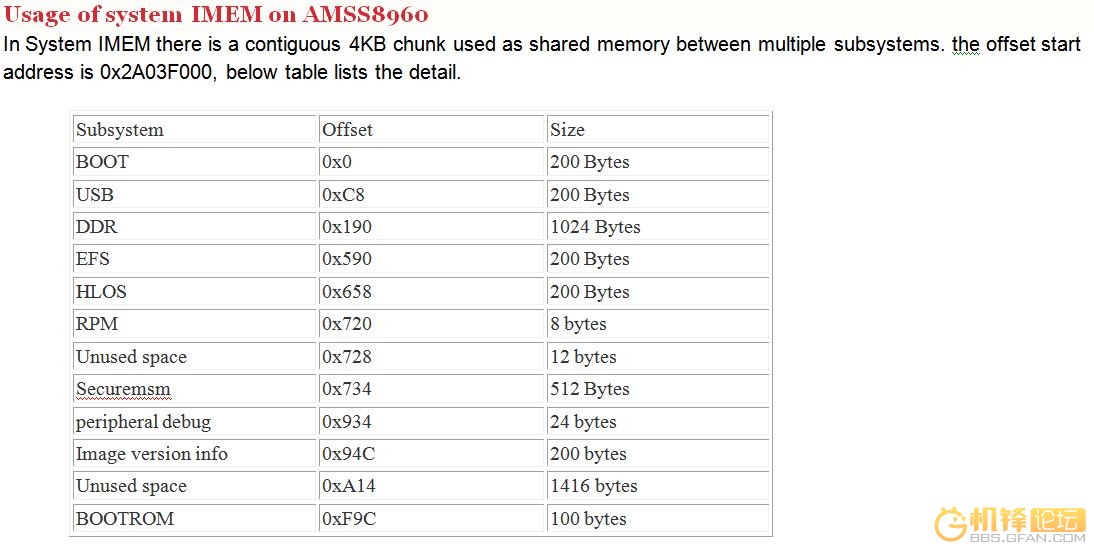 Usage of system IMEM on AMSS8960
In System IMEM there is a contiguous 4KB chunk used as shared memory between multiple subsystems. the offset start
address is 0x2A03F000, below table lists the detail.
Subsystem Offset Size
BOOT 0x0 200 Bytes
USB 0xC8 200 Bytes
DDR 0x190 1024 Bytes
EFS 0x590 200 Bytes
HLOS 0x658 200 Bytes
RPM 0x720 8 bytes
Unused space 0x728 12 bytes
Securemsm 0x734 512 Bytes
peripheral debug 0x934 24 bytes
Image version info 0x94C 200 bytes
Unused space 0xA14 1416 bytes
BOOTROM 0xF9C 100 bytes
机锋论坛
BBS.GFAN.COM